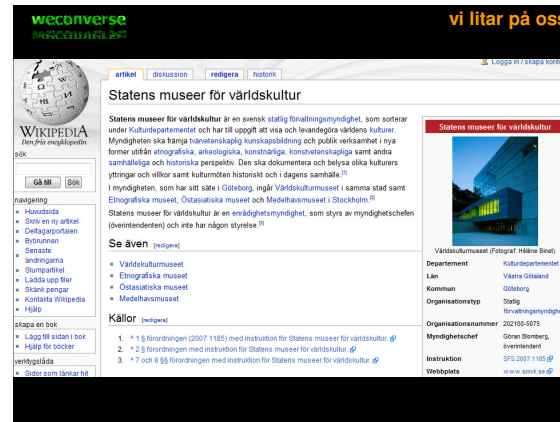 weconverse
vi litar på oss
Logga in / skapa konto
artikel diskussion redigera historik
Statens museer för världskultur
WIKIPEDIA
Den fria encyklopedin
sök
Gå till Sök
navigering
Huvudsida
Skriv en ny artikel
Deltagarportalen
Bybrunnen
Senaste
ändringarna
Slumpartikel
Ladda upp filer
Skänk pengar
Kontakta Wikipedia
Hjälp
skapa en bok
Lägg till sidan i bok
Hjälp för böcker
verktygslåda
Sidor som länkar hit
Statens museer för världskultur är en svensk statlig förvaltningsmyndighet, som sorterar
under Kulturdepartementet och har till uppgift att visa och levandegöra världens kulturer.
Myndigheten ska främja tvärvetenskaplig kunskapsbildning och publik verksamhet i nya
former utifrån etnografiska, arkeologiska, konstnärliga, konstvetenskapliga samt andra
samhälleliga och historiska perspektiv. Den ska dokumentera och belysa olika kulturers
yttringar och villkor samt kulturmöten historiskt och i dagens samhälle.[1]
I myndigheten, som har sitt säte i Göteborg, ingår Världskulturmuseet i samma stad samt
Etnografiska museet, Östasiatiska museet och Medelhavsmuseet i Stockholm.[2]
Statens museer för världskultur är en enrådighetsmyndighet, som styrs av myndighetschefen
(överintendenten) och inte har någon styrelse.[3]
Se även [redigera]
Världskulturmuseet
Etnografiska museet
Östasiatiska museet
Medelhavsmuseet
Källor [redigera]
1. ^ 1 § förordningen (2007:1185) med instruktion för Statens museer för världskultur.
2. ^ 2 § förordningen med instruktion för Statens museer för världskultur.
3. ^ 7 och 8 §§ förordningen med instruktion för Statens museer för världskultur.
Statens museer för världskultur
Världskulturmuseet (Fotograf: Hélène Binet)
Departement Kulturdepartementet
Län Västra Götaland
Kommun Göteborg
Organisationstyp Statlig
förvaltningsmyndighet
Organisationsnummer 202100-5075
Myndighetschef Göran Blomberg,
överintendent
Instruktion SFS 2007:1185
Webbplats www.smvk.se